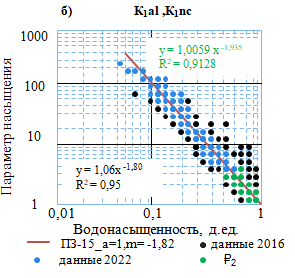 б) K₁al ,K₁nc
y = 1,0059 x⁻¹,⁹³⁵
R² = 0,9128
1000
100
10
1
Параметр насыщения
y = 1,06x⁻¹,⁸⁰
R² = 0,95
0,01 0,1 1
Водонасыщенность, д.ед.
ПЗ-15_a=1,m= -1,82
данные 2016
данные 2022
₽₂